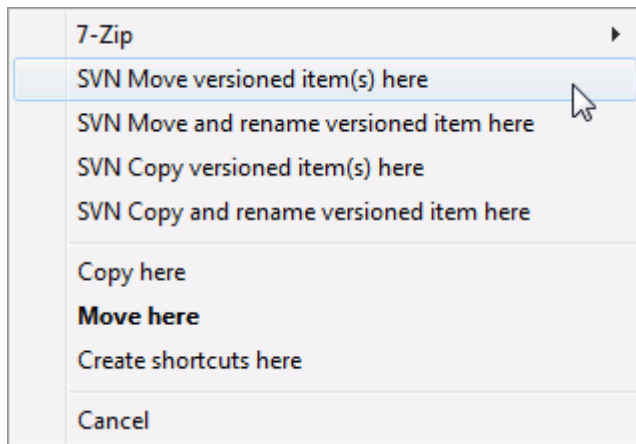 7-Zip
SVN Move versioned item(s) here
SVN Move and rename versioned item here
SVN Copy versioned item(s) here
SVN Copy and rename versioned item here
Copy here
Move here
Create shortcuts here
Cancel